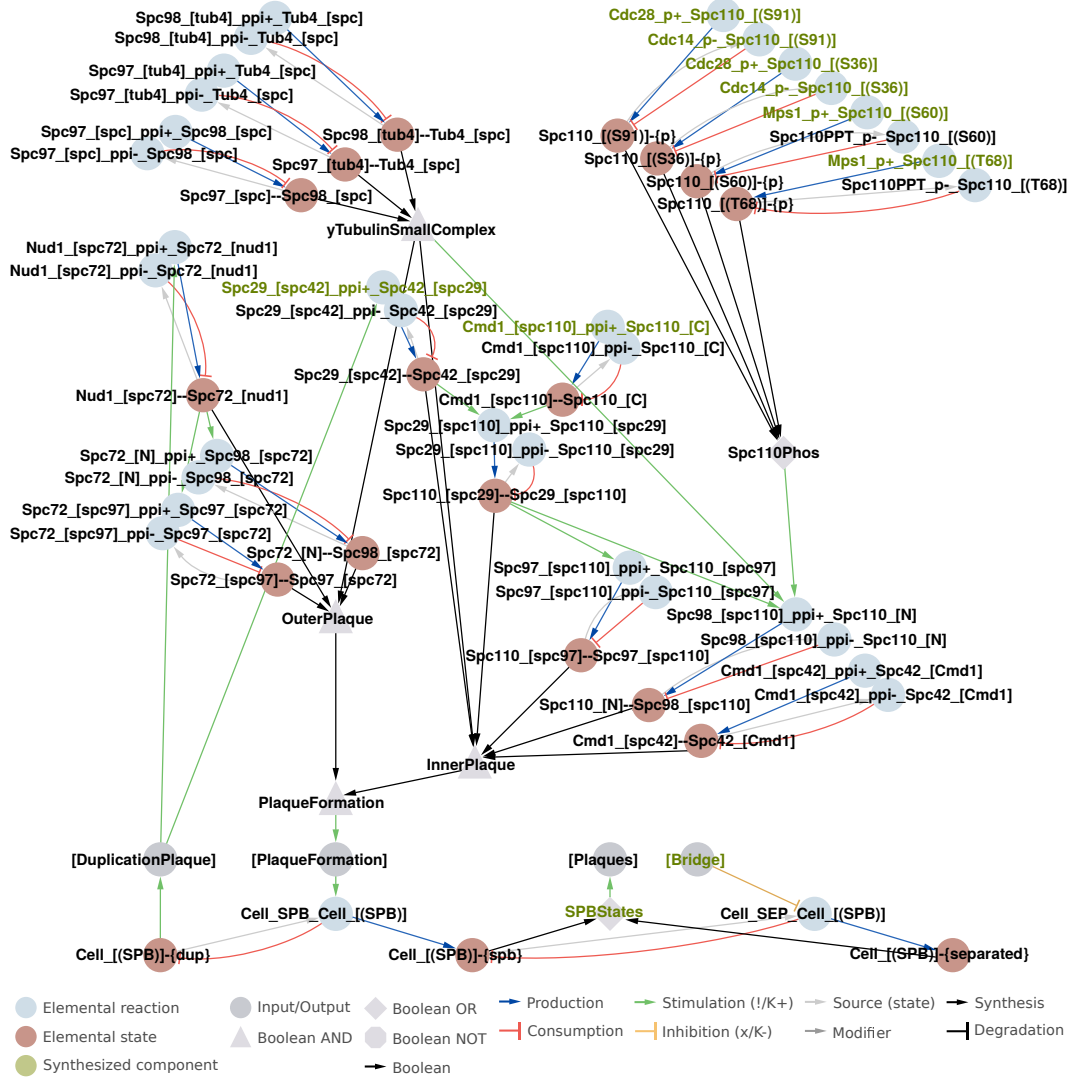 Spc98_[tub4]_ppi+_Tub4_[spc]
Spc98_[tub4]_ppi-_Tub4_[spc]
Spc97_[tub4]_ppi+_Tub4_[spc]
Spc97_[tub4]_ppi-_Tub4_[spc]
Spc97_[spc]_ppi+_Spc98_[spc]
Spc97_[spc]_ppi-_Spc98_[spc]
Spc98_[tub4]--Tub4_[spc]
Spc97_[tub4]--Tub4_[spc]
Spc97_[spc]--Spc98_[spc]
yTubulinSmallComplex
Cdc28_p+_Spc110_[(S91)]
Cdc14_p-_Spc110_[(S91)]
Cdc28_p+_Spc110_[(S36)]
Cdc14_p-_Spc110_[(S36)]
Mps1_p+_Spc110_[(S60)]
Spc110PPT_p-_Spc110_[(S60)]
Mps1_p+_Spc110_[(T68)]
Spc110PPT_p-_Spc110_[(T68)]
Spc110_[(S91)]-{p}
Spc110_[(S36)]-{p}
Spc110_[(S60)]-{p}
Spc110_[(T68)]-{p}
Nud1_[spc72]_ppi+_Spc72_[nud1]
Nud1_[spc72]_ppi-_Spc72_[nud1]
Spc29_[spc42]_ppi+_Spc42_[spc29]
Spc29_[spc42]_ppi-_Spc42_[spc29]
Cmd1_[spc110]_ppi+_Spc110_[C]
Cmd1_[spc110]_ppi-_Spc110_[C]
Spc29_[spc42]--Spc42_[spc29]
Nud1_[spc72]--Spc72_[nud1]
Cmd1_[spc110]--Spc110_[C]
Spc29_[spc110]_ppi+_Spc110_[spc29]
Spc29_[spc110]_ppi-_Spc110_[spc29]
Spc110Phos
Spc72_[N]_ppi+_Spc98_[spc72]
Spc72_[N]_ppi-_Spc98_[spc72]
Spc110_[spc29]--Spc29_[spc110]
Spc72_[spc97]_ppi+_Spc97_[spc72]
Spc72_[spc97]_ppi-_Spc97_[spc72]
Spc72_[N]--Spc98_[spc72]
Spc72_[spc97]--Spc97_[spc72]
Spc97_[spc110]_ppi+_Spc110_[spc97]
Spc97_[spc110]_ppi-_Spc110_[spc97]
Spc98_[spc110]_ppi+_Spc110_[N]
Spc98_[spc110]_ppi-_Spc110_[N]
OuterPlaque
Spc110_[spc97]--Spc97_[spc110]
Cmd1_[spc42]_ppi+_Spc42_[Cmd1]
Cmd1_[spc42]_ppi-_Spc42_[Cmd1]
Spc110_[N]--Spc98_[spc110]
Cmd1_[spc42]--Spc42_[Cmd1]
InnerPlaque
PlaqueFormation
[DuplicationPlaque]
[PlaqueFormation]
[Plaques]
[Bridge]
Cell_SPB_Cell_[(SPB)]
SPBStates
Cell_SEP_Cell_[(SPB)]
Cell_[(SPB)]-{dup}
Cell_[(SPB)]-{spb}
Cell_[(SPB)]-{separated}
Elemental reaction
Elemental state
Synthesized component
Input/Output
Boolean AND
Boolean OR
Boolean NOT
Boolean
Production
Consumption
Stimulation (!/K+)
Inhibition (x/K-)
Source (state)
Modifier
Synthesis
Degradation